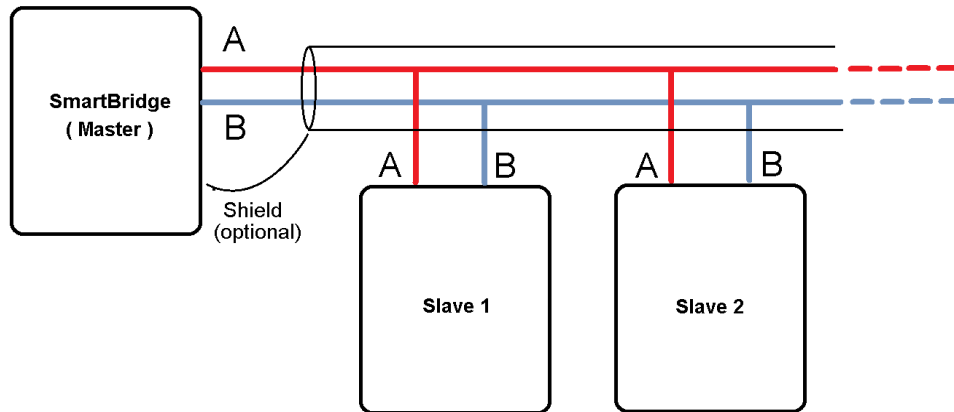 A
SmartBridge
( Master )
B
A
B
A
B
Shield
(optional)
Slave 1
Slave 2